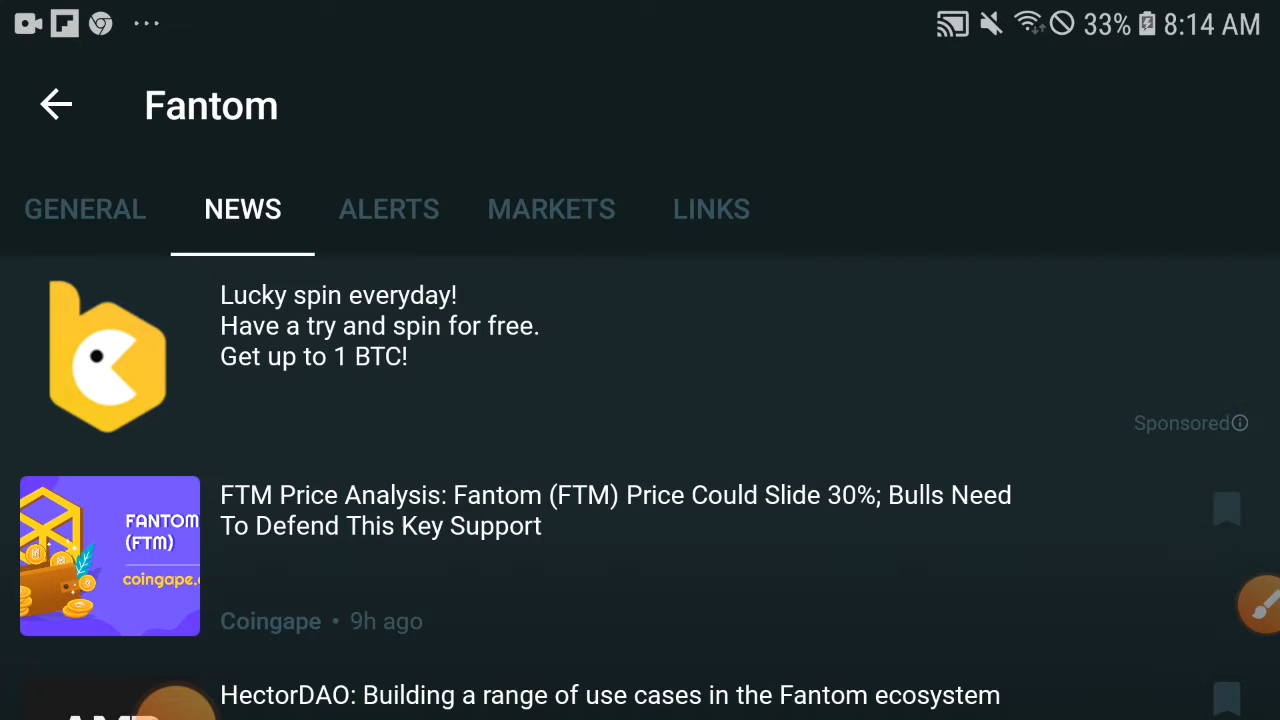 33% 8:14 AM
Fantom
GENERAL NEWS ALERTS MARKETS LINKS
Lucky spin everyday!
Have a try and spin for free.
Get up to 1 BTC!
Sponsored
FTM Price Analysis: Fantom (FTM) Price Could Slide 30%; Bulls Need
To Defend This Key Support
FANTOM
(FTM)
coingape.
Coingape • 9h ago
HectorDAO: Building a range of use cases in the Fantom ecosystem